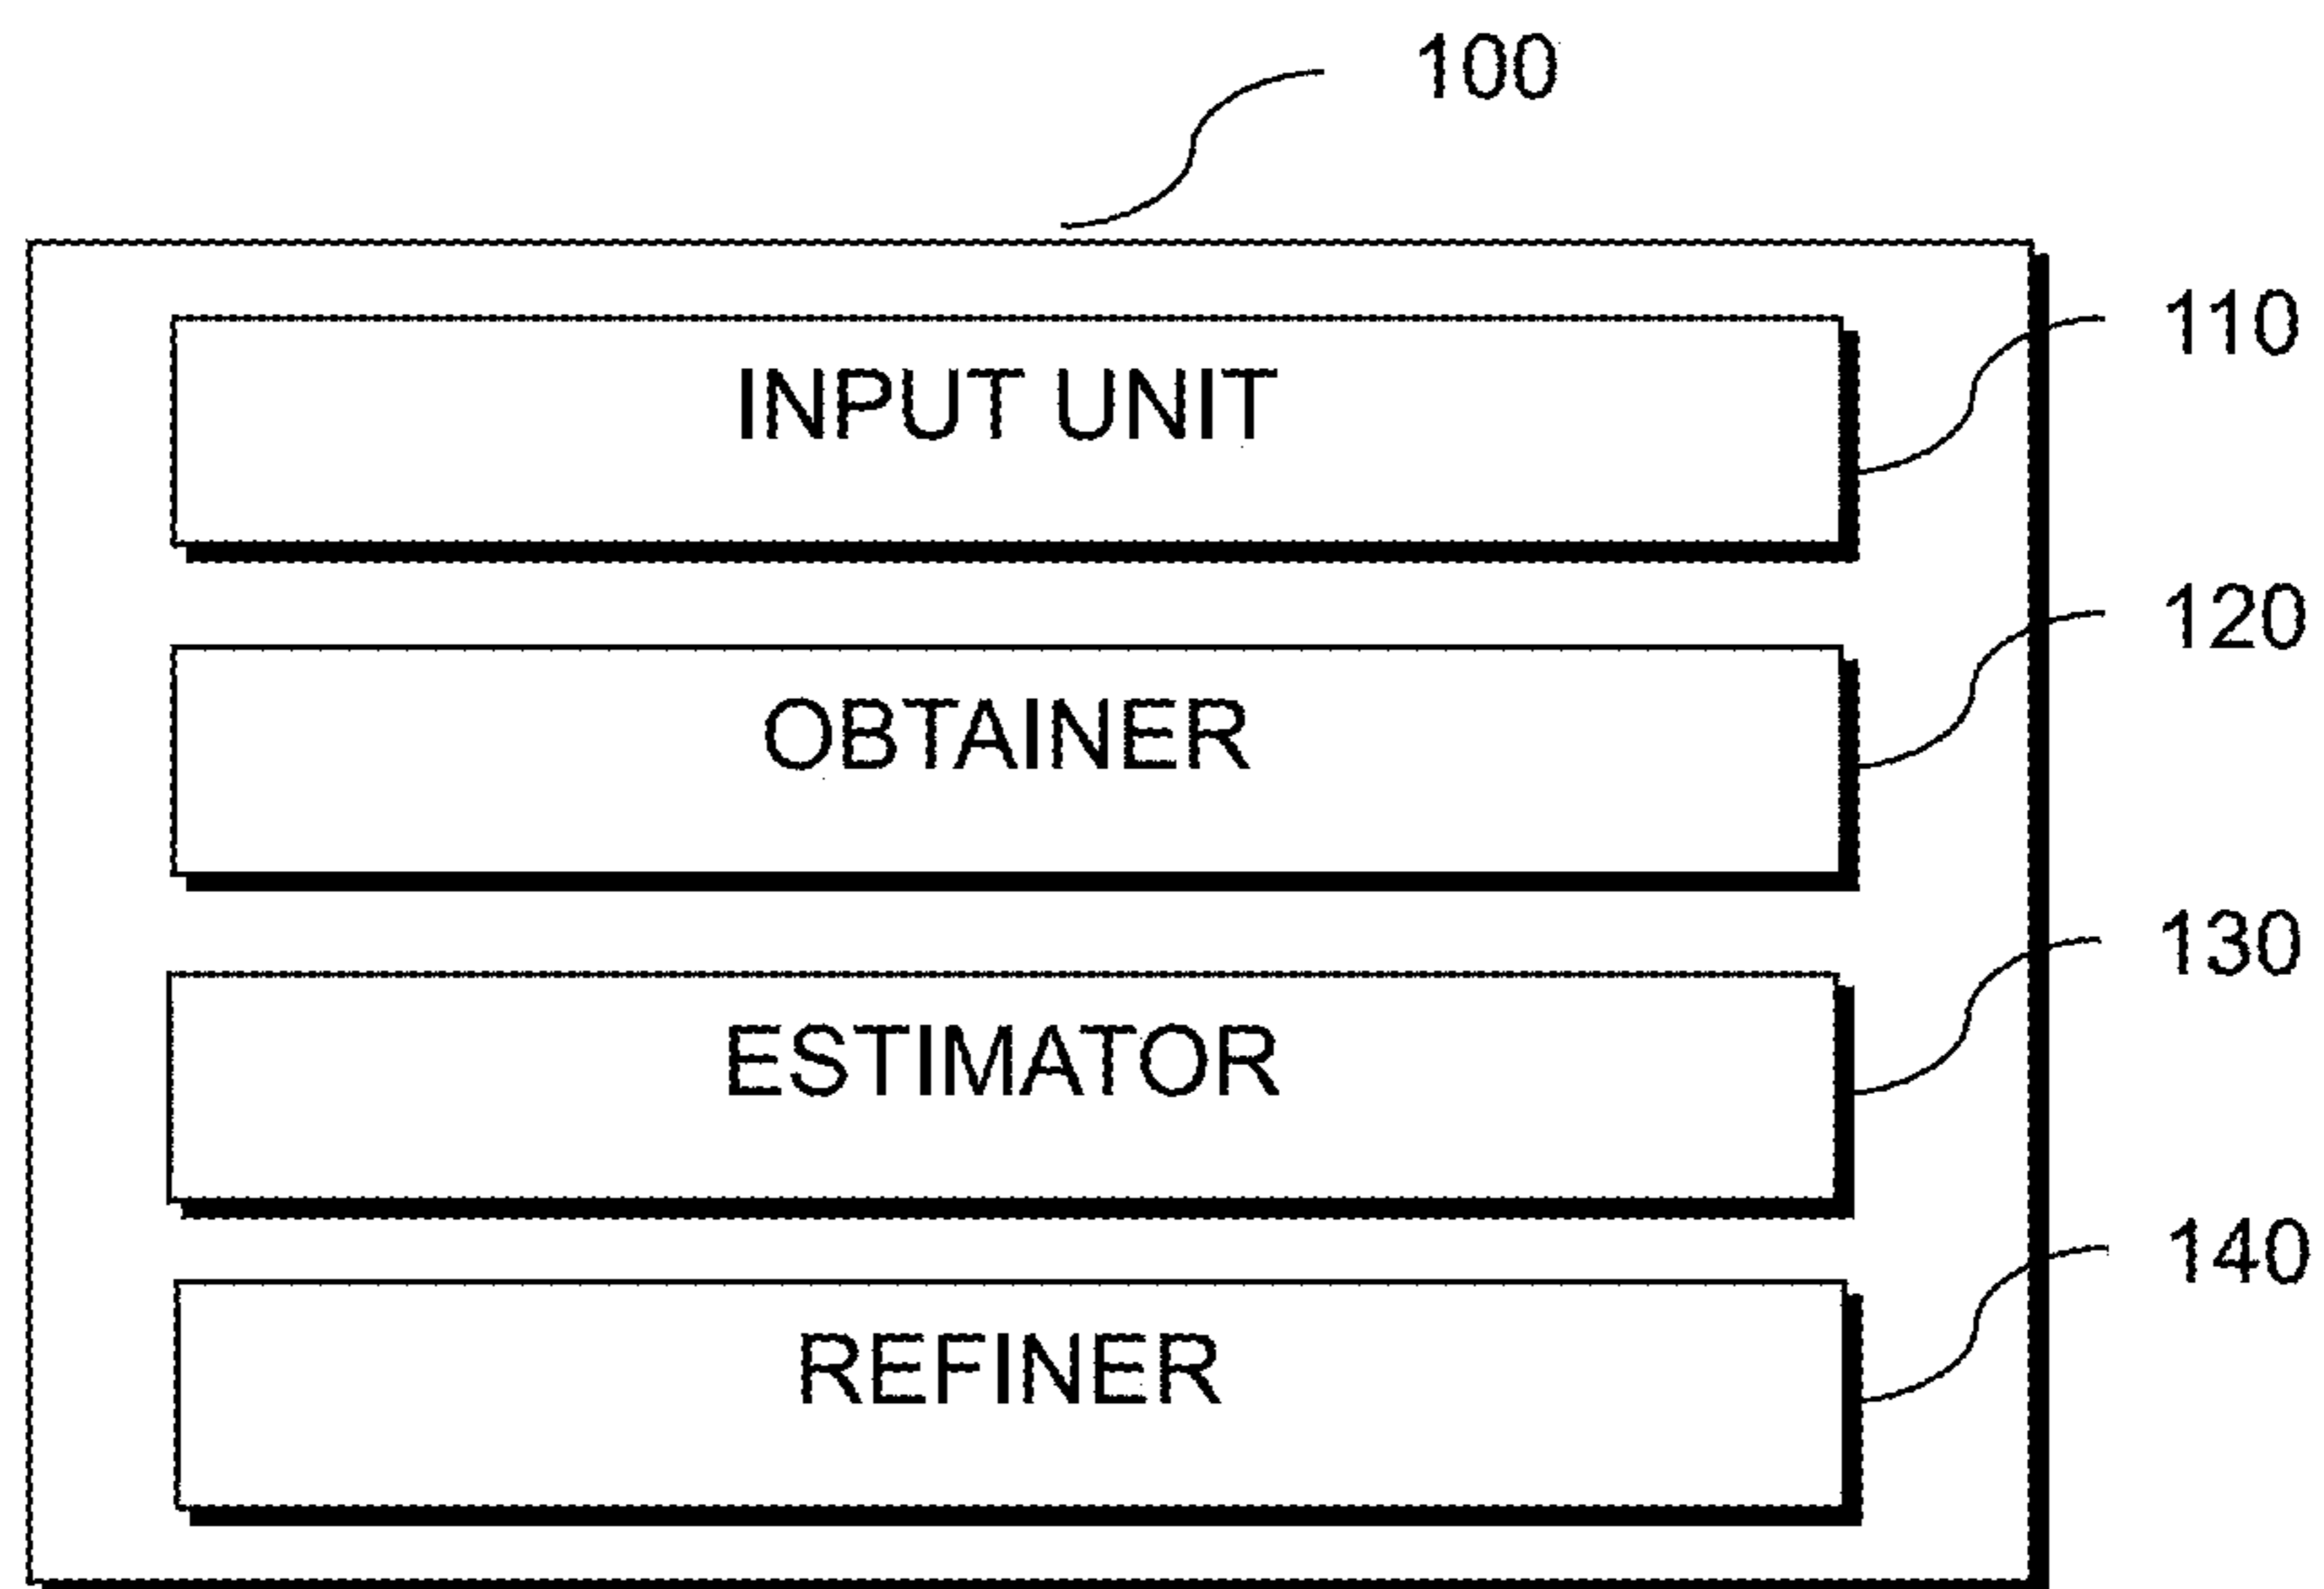 100
110
INPUT UNIT
120
OBTAINER
130
ESTIMATOR
140
REFINER